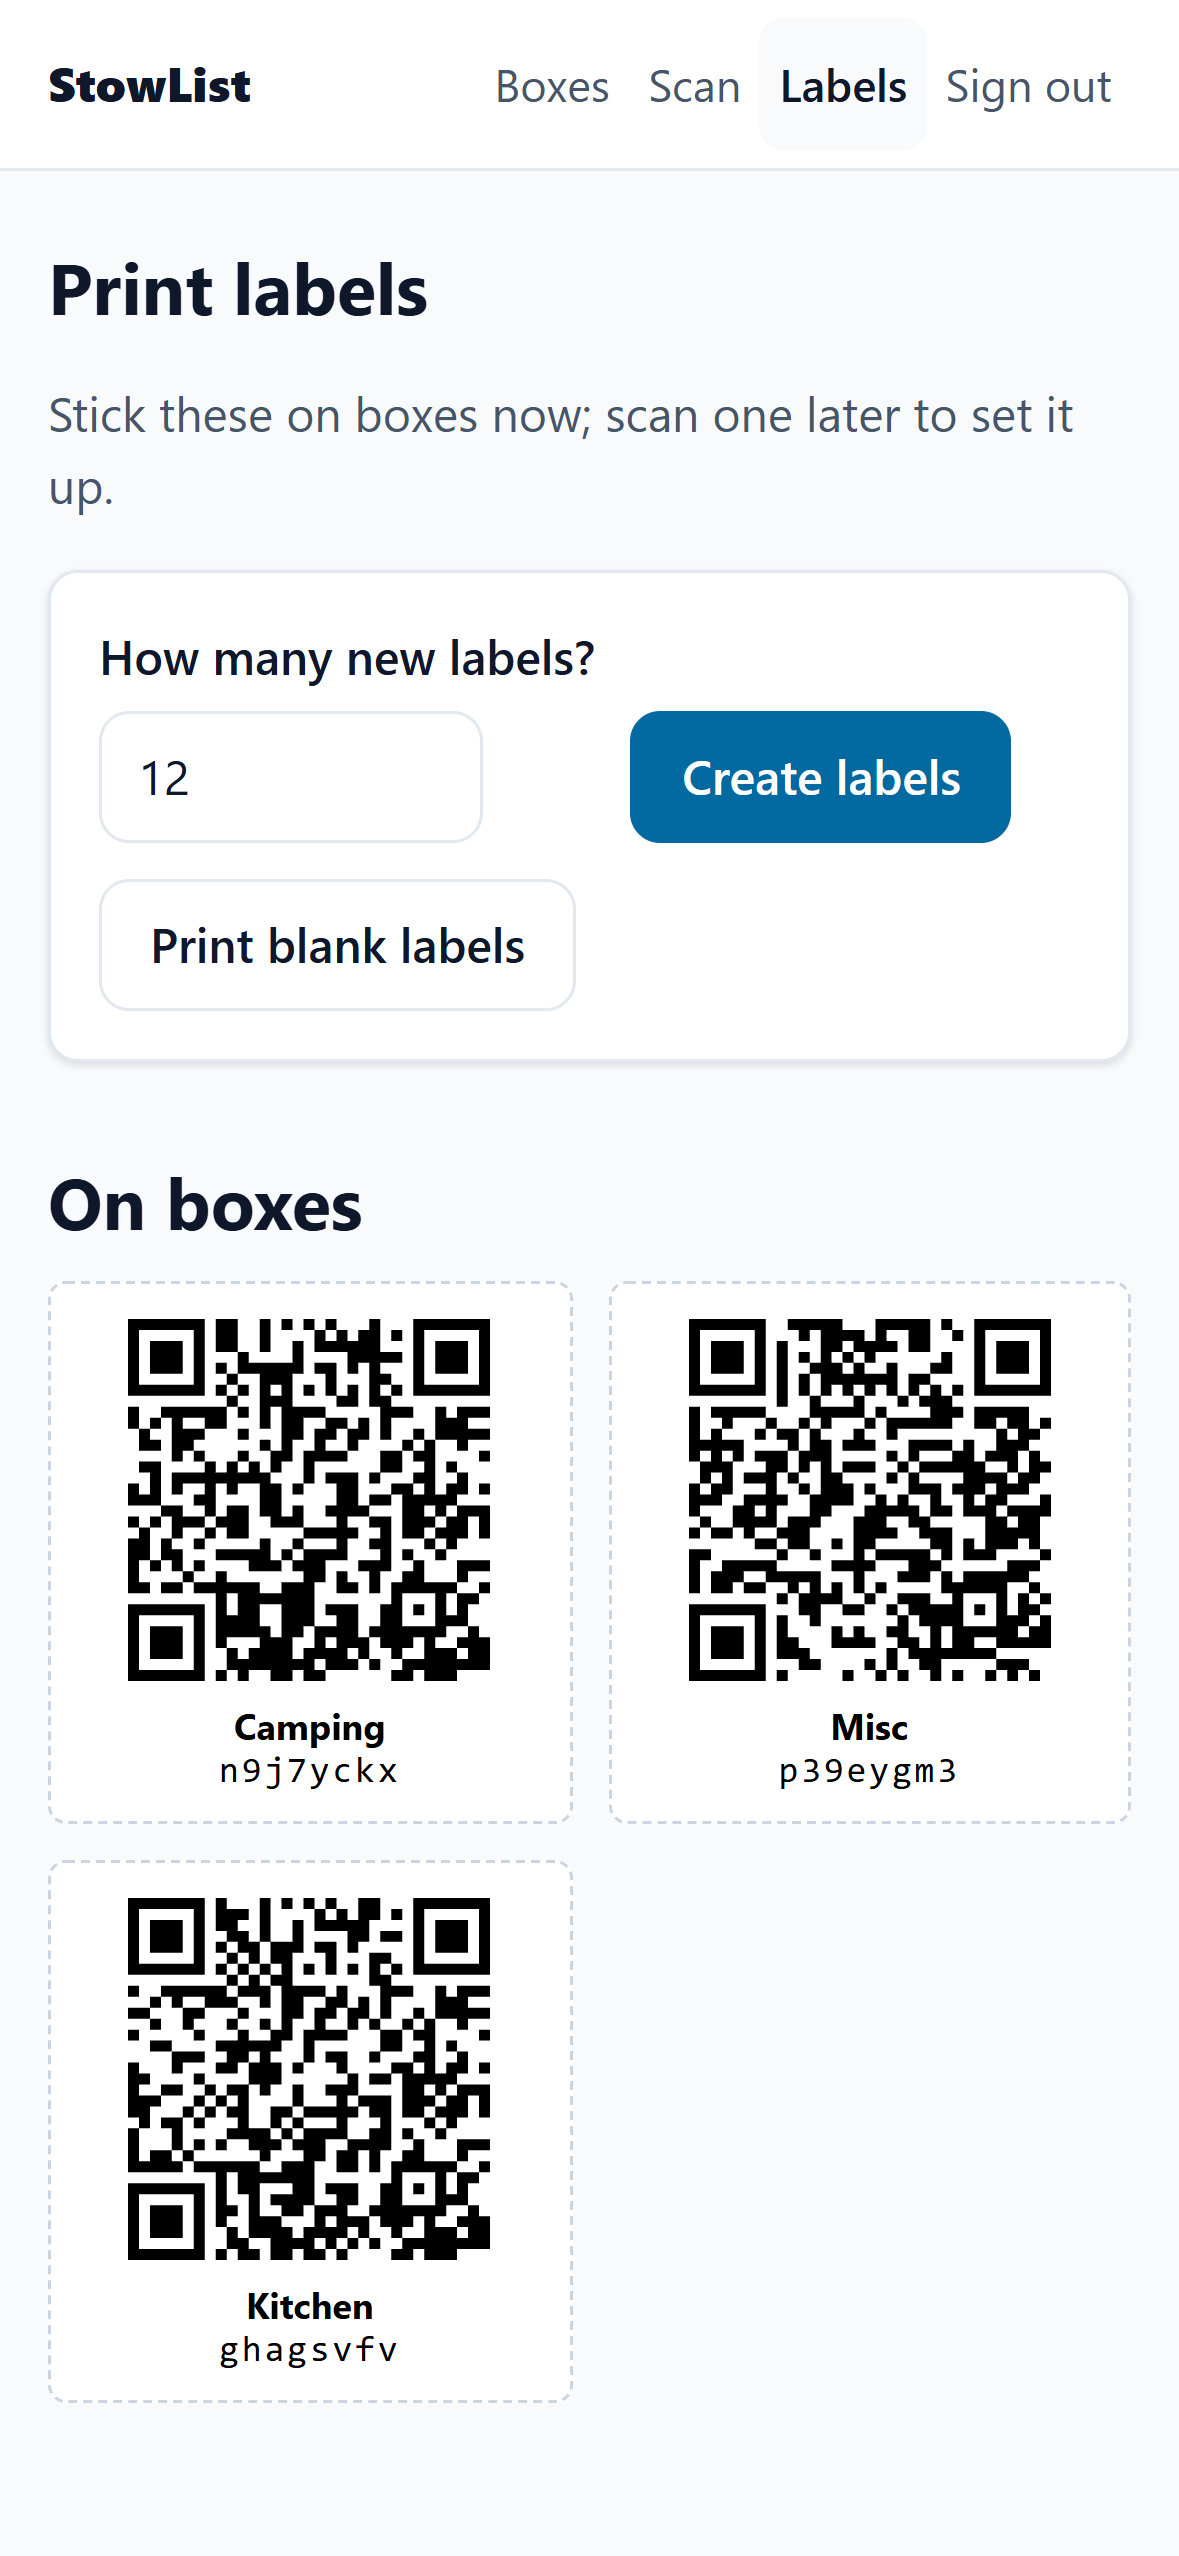 StowList
Boxes
Scan
Labels
Sign out
Print labels
Stick these on boxes now; scan one later to set it
up.
How many new labels?
12
Create labels
Print blank labels
On boxes
Camping
n9j7yckx
Misc
p39eygm3
Kitchen
ghagsvfv